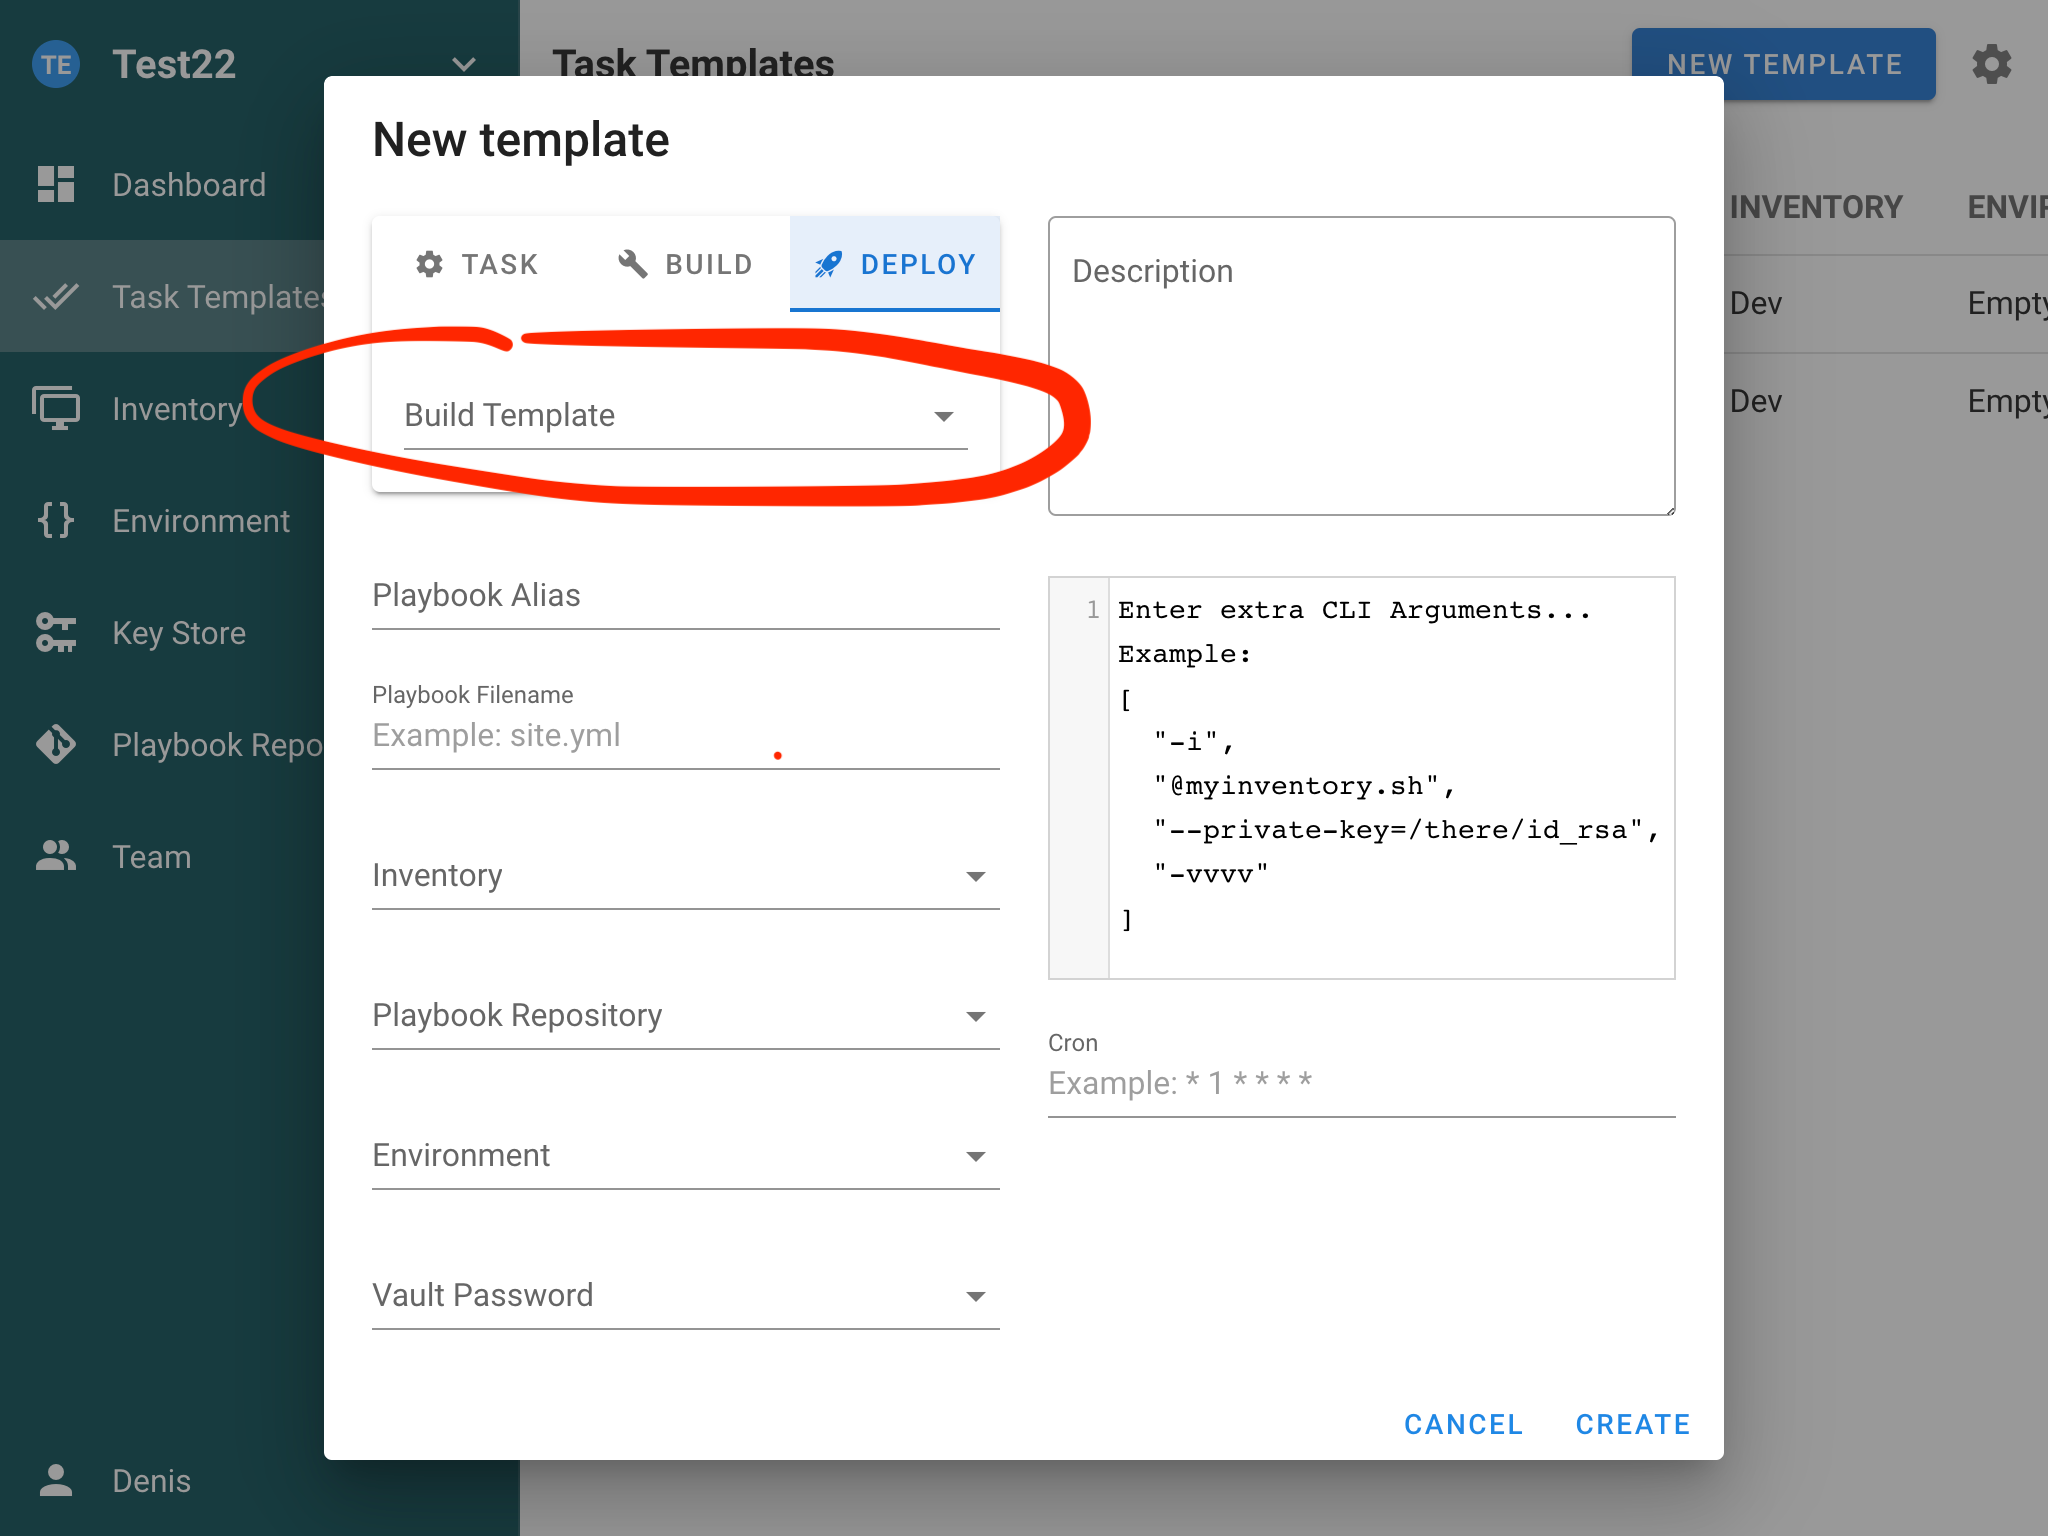 TE Test22
Dashboard
Task Templates
Inventory
Environment
Key Store
Playbook Repo
Team
Denis
Task Templates
NEW TEMPLATE
INVENTORY ENVIR
Dev Empty
Dev Empty
New template
TASK BUILD DEPLOY
Build Template
Playbook Alias
Playbook Filename
Example: site.yml
Inventory
Playbook Repository
Environment
Vault Password
Description
1 Enter extra CLI Arguments...
Example:
[
"-i",
"@myinventory.sh",
"--private-key=/there/id_rsa",
"-vvvv"
]
Cron
Example: * 1 * * * *
CANCEL CREATE